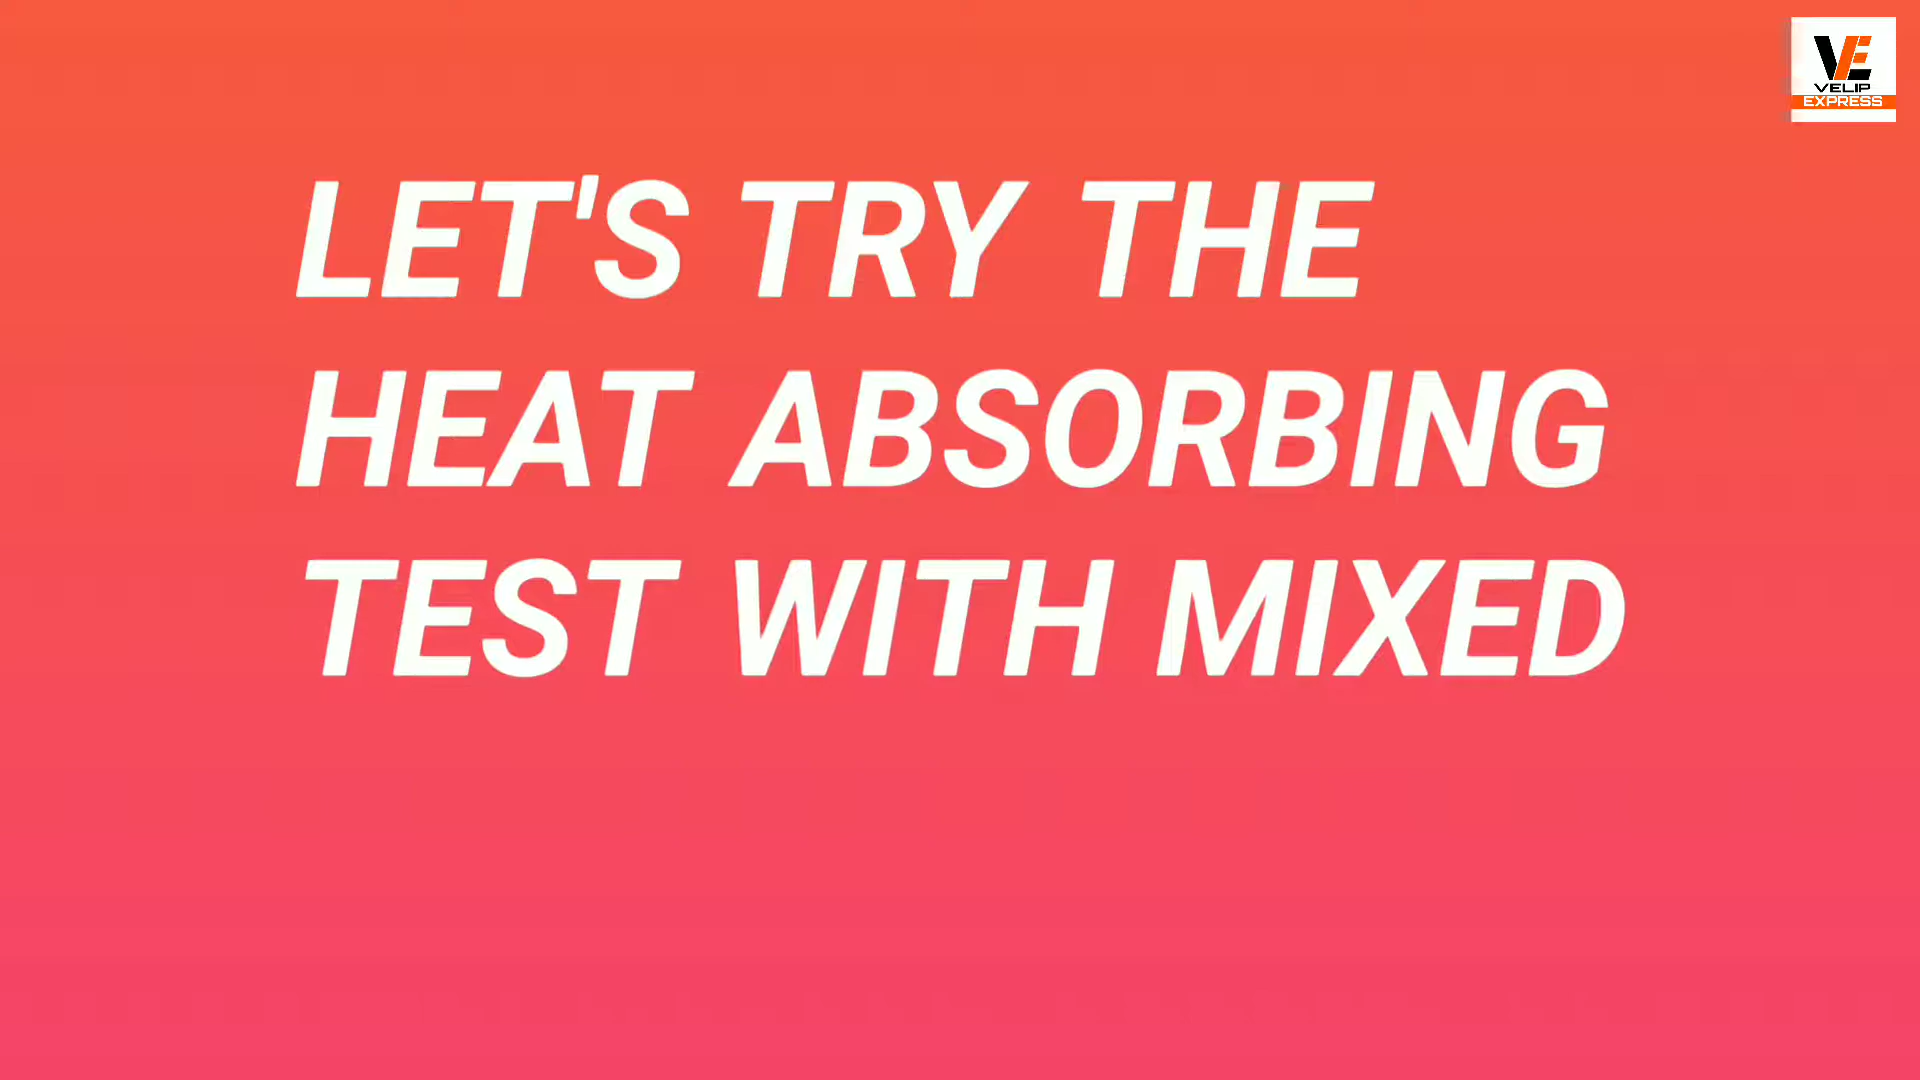 VE
VELIP
EXPRESS
LET'S TRY THE
HEAT ABSORBING
TEST WITH MIXED